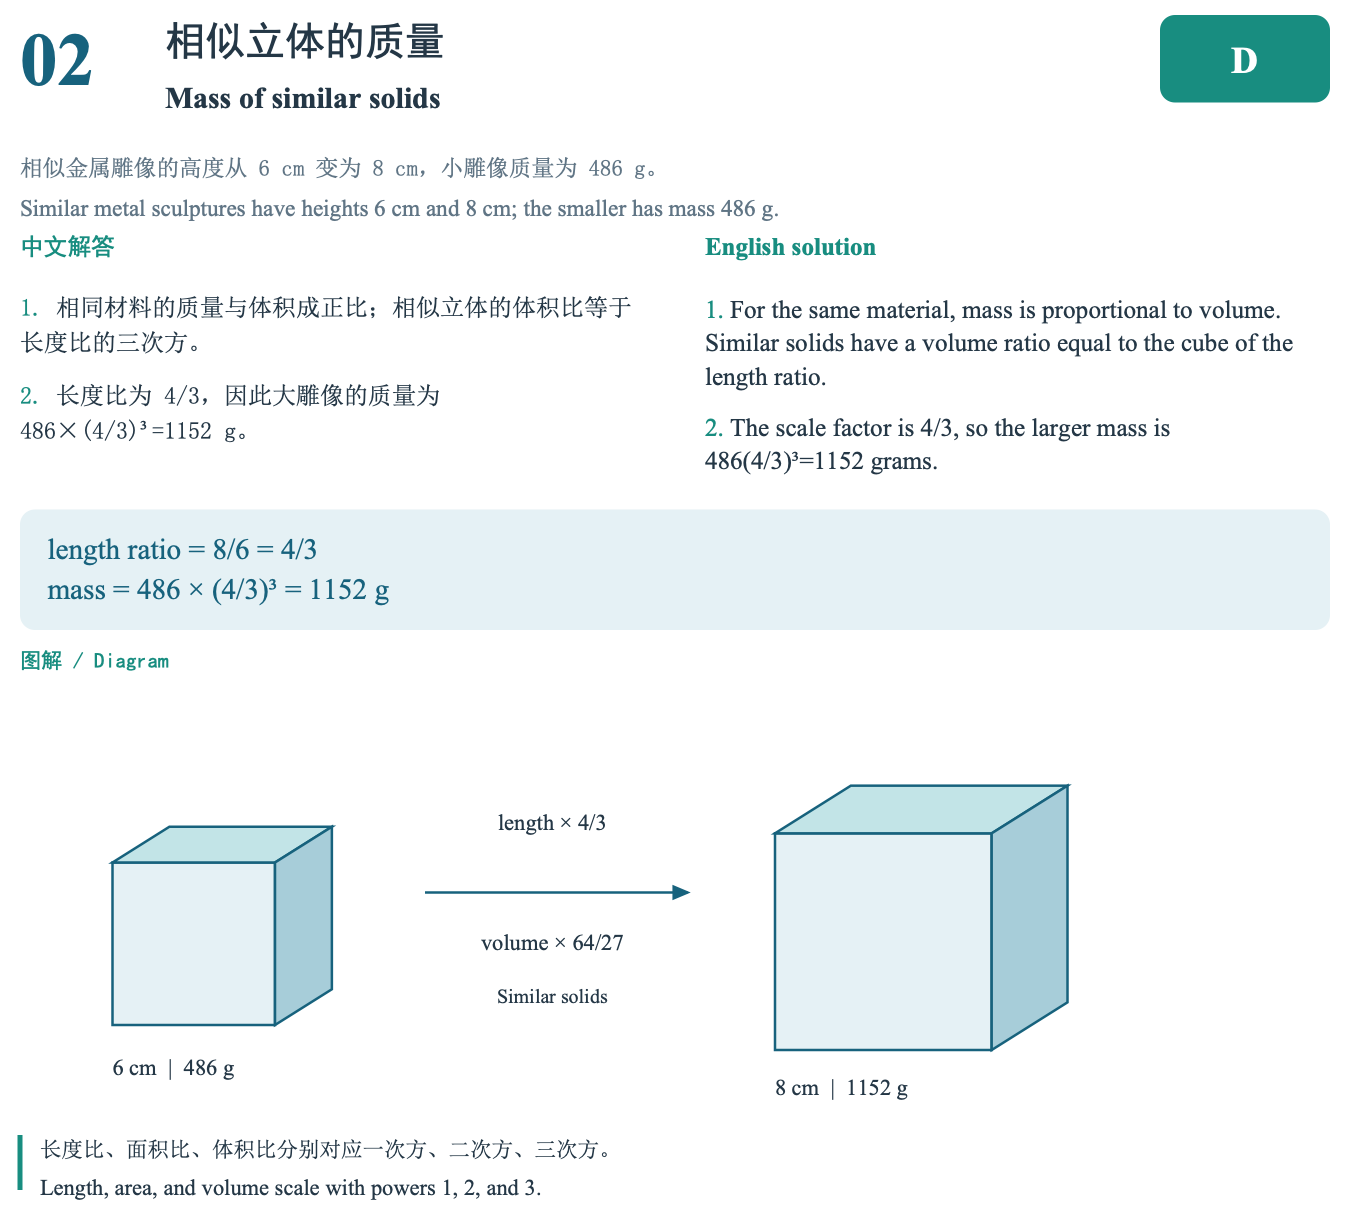 02
相似立体的质量
Mass of similar solids
D
相似金属雕像的高度从 6 cm 变为 8 cm，小雕像质量为 486 g。
Similar metal sculptures have heights 6 cm and 8 cm; the smaller has mass 486 g.
中文解答
1. 相同材料的质量与体积成正比；相似立体的体积比等于
长度比的三次方。
2. 长度比为 4/3，因此大雕像的质量为
486×(4/3)³=1152 g。
English solution
1. For the same material, mass is proportional to volume.
Similar solids have a volume ratio equal to the cube of the
length ratio.
2. The scale factor is 4/3, so the larger mass is
486(4/3)³=1152 grams.
length ratio = 8/6 = 4/3
mass = 486 × (4/3)³ = 1152 g
图解 / Diagram
length × 4/3
volume × 64/27
Similar solids
6 cm | 486 g
8 cm | 1152 g
长度比、面积比、体积比分别对应一次方、二次方、三次方。
Length, area, and volume scale with powers 1, 2, and 3.